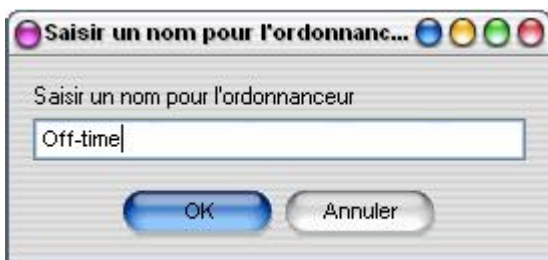 Saisir un nom pour l'ordonnanc...
Saisir un nom pour l'ordonnanceur
Off-time
OK
Annuler